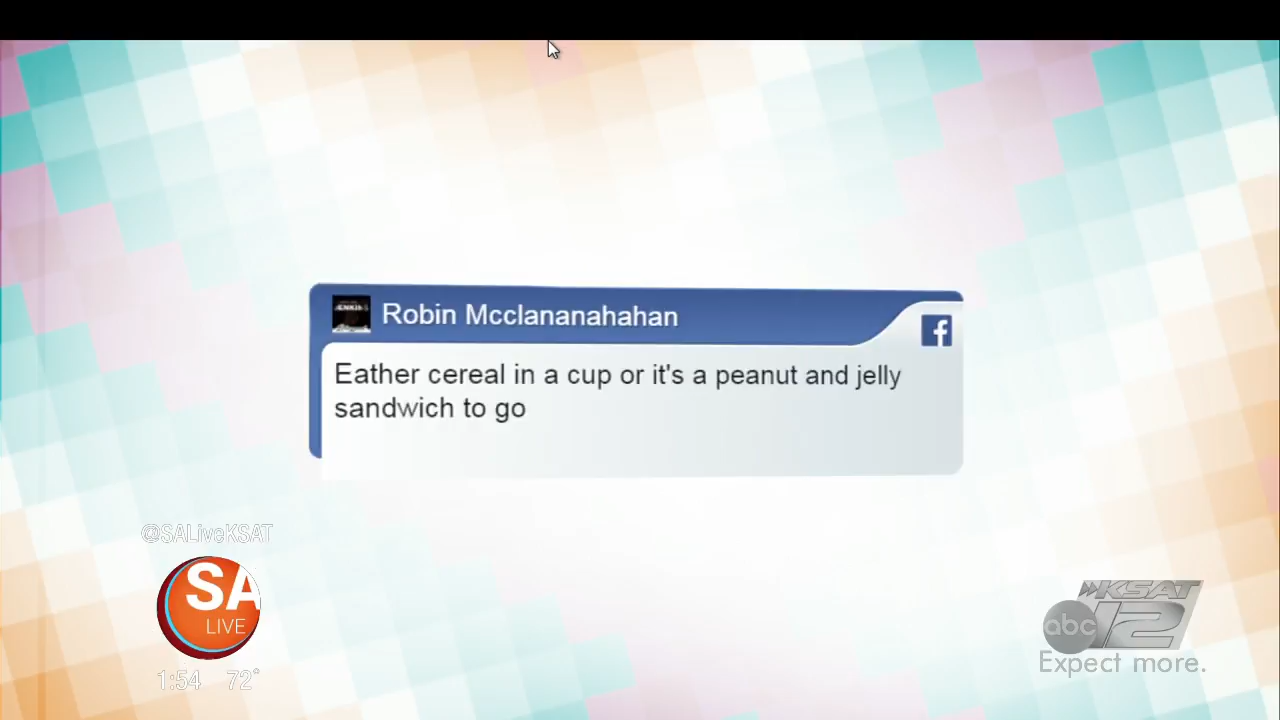 Robin Mcclananahahan
Eather cereal in a cup or it's a peanut and jelly
sandwich to go
@SALiveKSAT
SA
LIVE
1:54 72°
KSAT
abc 12
Expect more.